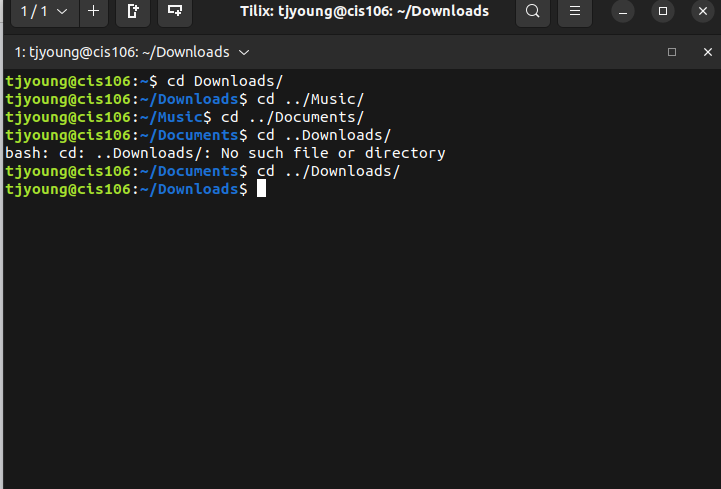 1 / 1
Tilix: tjyoung@cis106: ~/Downloads
1: tjyoung@cis106: ~/Downloads
tjyoung@cis106:~$ cd Downloads/
tjyoung@cis106:~/Downloads$ cd ../Music/
tjyoung@cis106:~/Music$ cd ../Documents/
tjyoung@cis106:~/Documents$ cd ..Downloads/
bash: cd: ..Downloads/: No such file or directory
tjyoung@cis106:~/Documents$ cd ../Downloads/
tjyoung@cis106:~/Downloads$